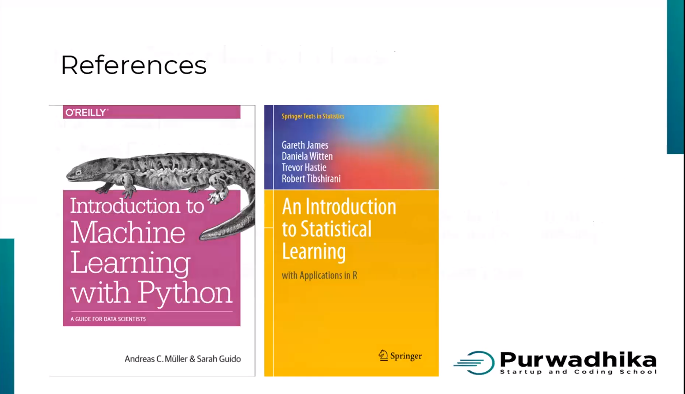 References
O'REILLY
Introduction to
Machine
Learning
with Python
A GUIDE FOR DATA SCIENTISTS
Andreas C. Müller & Sarah Guido
Springer Texts in Statistics
Gareth James
Daniela Witten
Trevor Hastie
Robert Tibshirani
An Introduction
to Statistical
Learning
with Applications in R
Springer
Purwadhika
Startup and Coding School